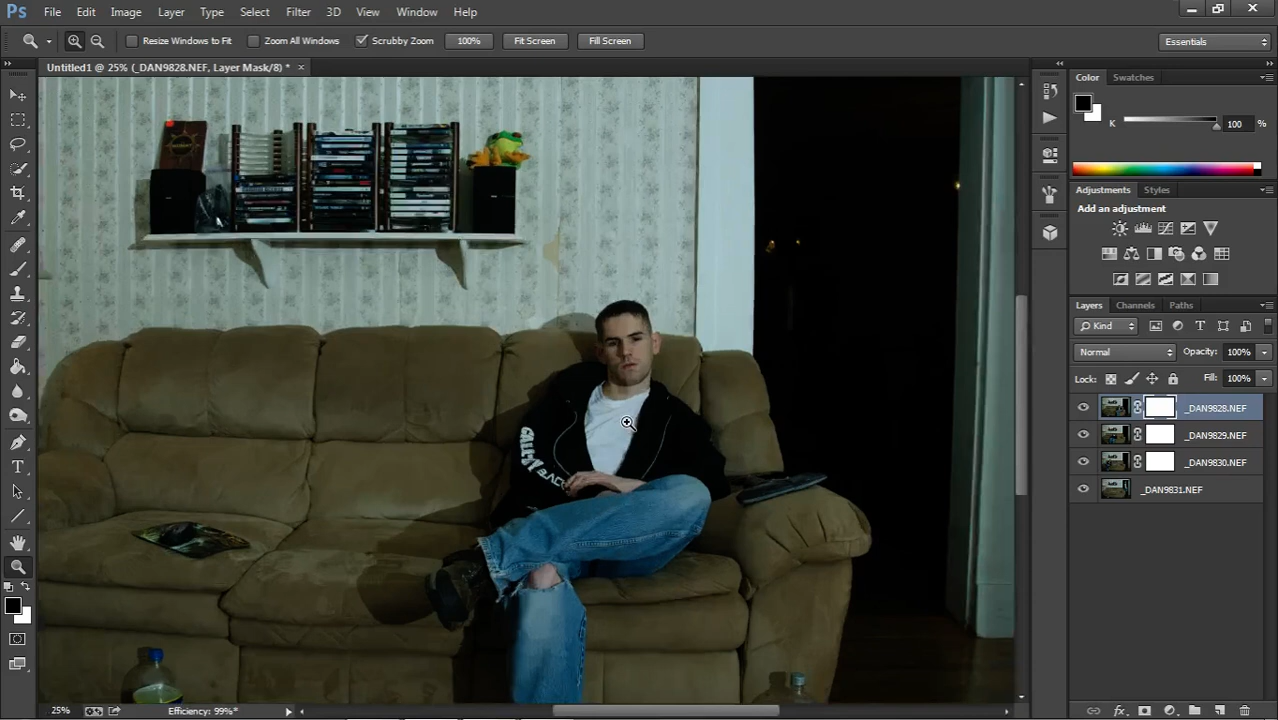 Ps File Edit Image Layer Type Select Filter 3D View Window Help
Resize Windows to Fit Zoom All Windows Scrubby Zoom 100% Fit Screen Fill Screen Essentials
Untitled1 @ 25% (_DAN9828.NEF, Layer Mask/8) * ×
Color Swatches
K 100 %
Adjustments Styles
Add an adjustment
Layers Channels Paths
Kind
Normal Opacity: 100%
Lock: Fill: 100%
_DAN9828.NEF
_DAN9829.NEF
_DAN9830.NEF
_DAN9831.NEF
25% Efficiency: 99%*